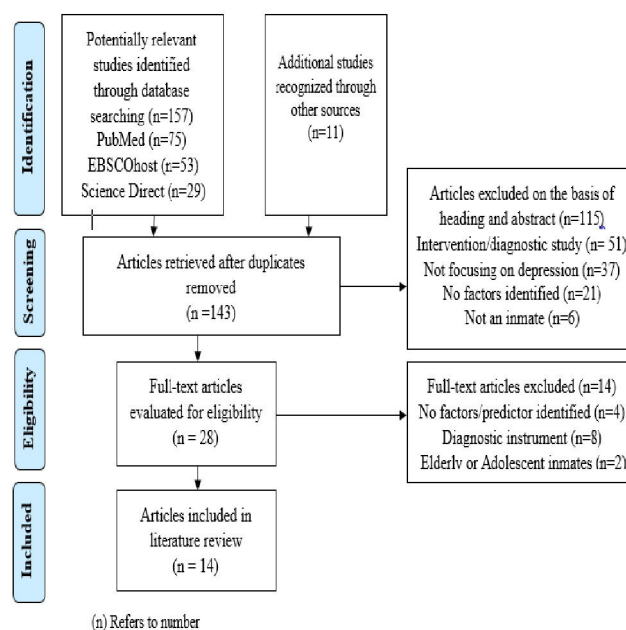 Identification
Potentially relevant
studies identified
through database
searching (n=157)
PubMed (n=75)
EBSCOhost (n=53)
Science Direct (n=29)
Additional studies
recognized through
other sources
(n=11)
Screening
Articles retrieved after duplicates
removed
(n =143)
Articles excluded on the basis of
heading and abstract (n=115)
Intervention/diagnostic study (n= 51)
Not focusing on depression (n=37)
No factors identified (n=21)
Not an inmate (n=6)
Eligibility
Full-text articles
evaluated for eligibility
(n = 28)
Full-text articles excluded (n=14)
No factors/predictor identified (n=4)
Diagnostic instrument (n=8)
Elderly or Adolescent inmates (n=2)
Included
Articles included in
literature review
(n = 14)
(n) Refers to number